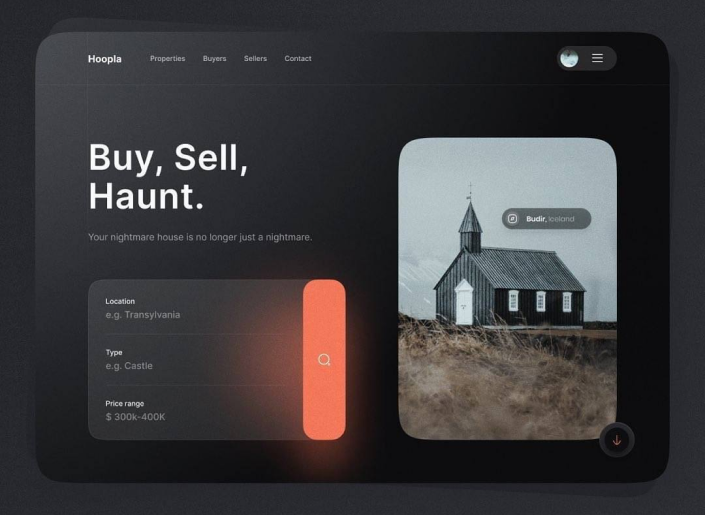 Hoopla
Properties
Buyers
Sellers
Contact
Buy, Sell,
Haunt.
Your nightmare house is no longer just a nightmare.
Budir, Iceland
Location
e.g. Transylvania
Type
e.g. Castle
Price range
$ 300k-400K